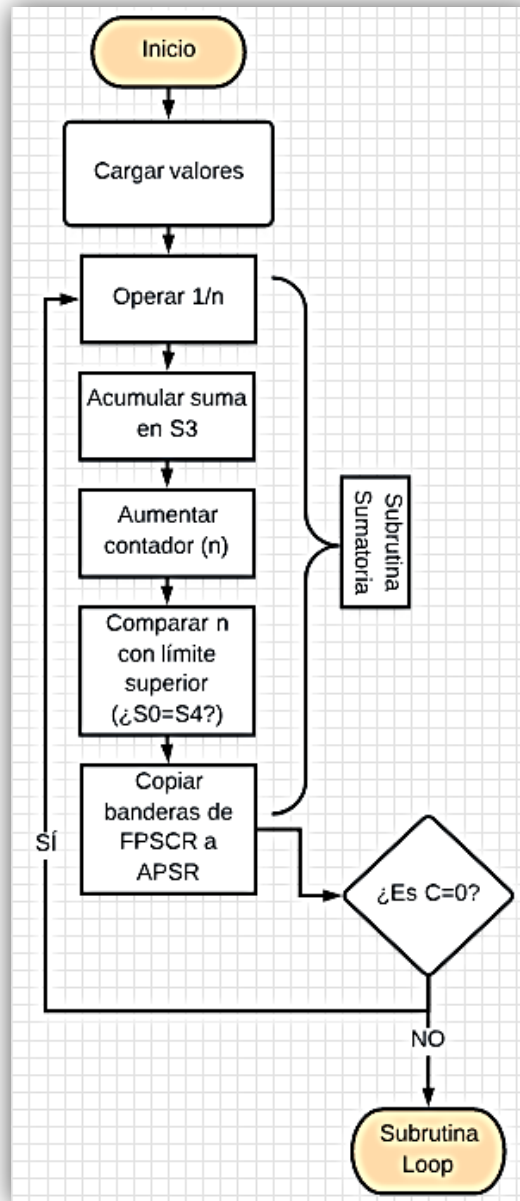 Inicio
Cargar valores
Operar 1/n
Acumular suma
en S3
Aumentar
contador (n)
Comparar n
con límite
superior
(¿S0=S4?)
Copiar
banderas de
FPSCR a
APSR
Subrutina
Sumatoria
SÍ
¿Es C=0?
NO
Subrutina
Loop